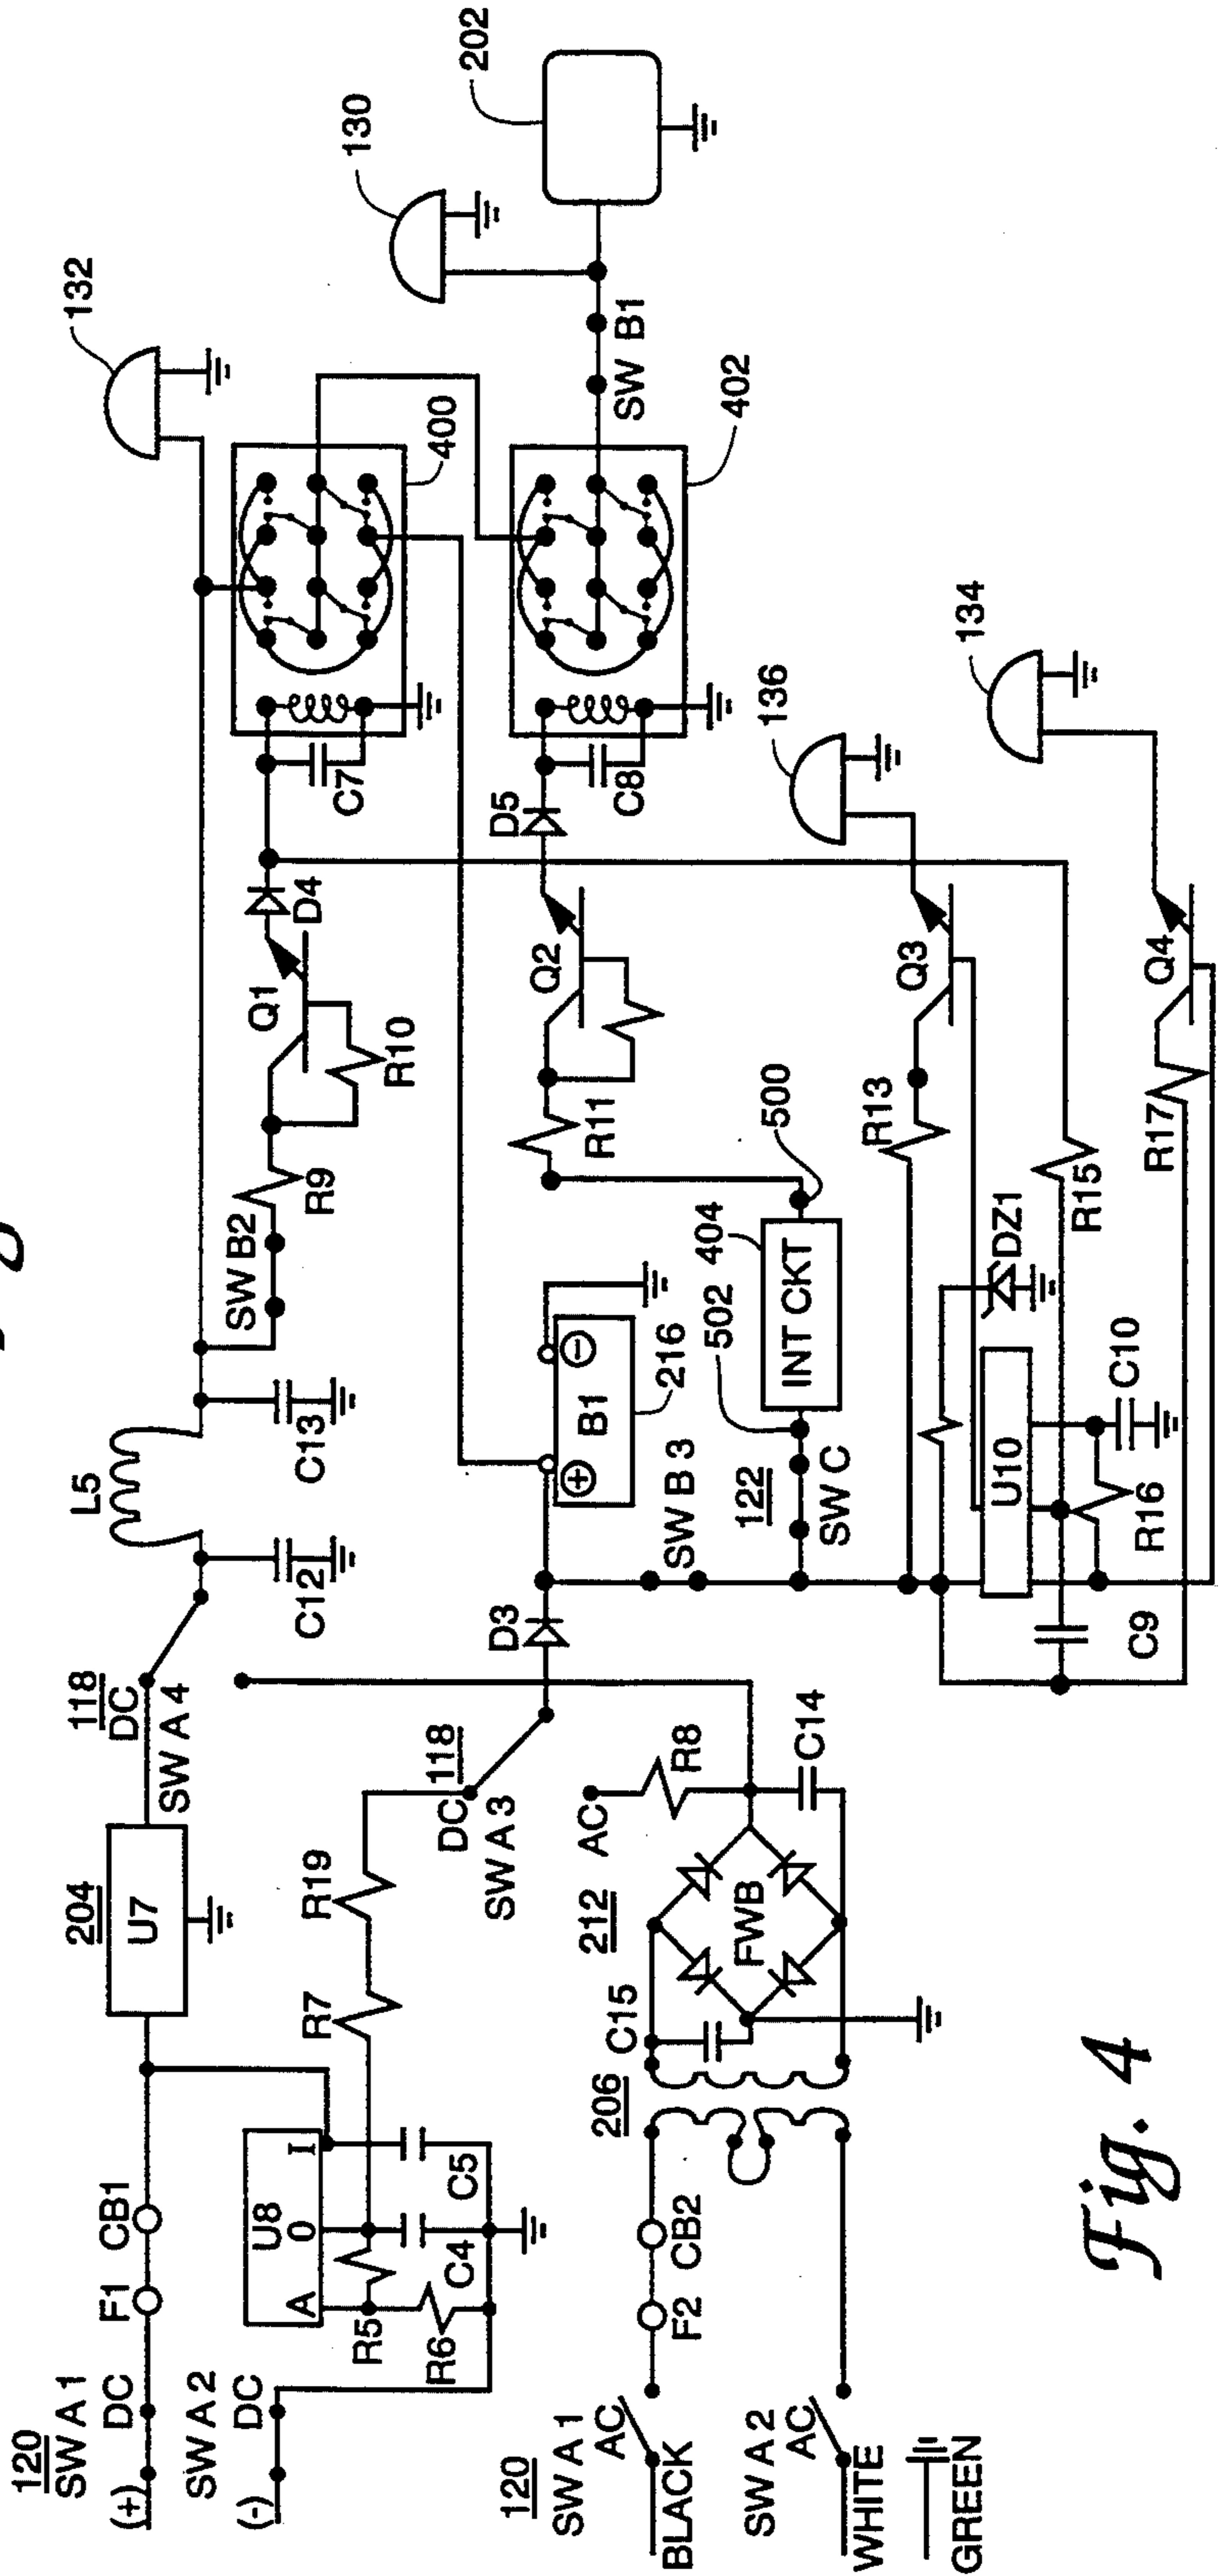 120
SW A 1
(+)
DC
F1
CB1
204
U7
118
DC
SW A 4
L5
C12
C13
SW B2
R9
Q1
R10
D4
C7
400
132
130
202
SW A 2
(-)
DC
U8
A
O
I
R5
R6
C4
C5
R7
R19
DC
118
SW A 3
D3
B1
216
R11
Q2
D5
C8
402
SW B1
120
SW A 1
AC
BLACK
F2
CB2
206
C15
212
FWB
AC
R8
C14
SW B 3
122
SW C
502
404
INT CKT
500
136
134
SW A 2
AC
WHITE
GREEN
R13
Q3
DZ1
R15
U10
C9
C10
R16
R17
Q4
Fig. 4